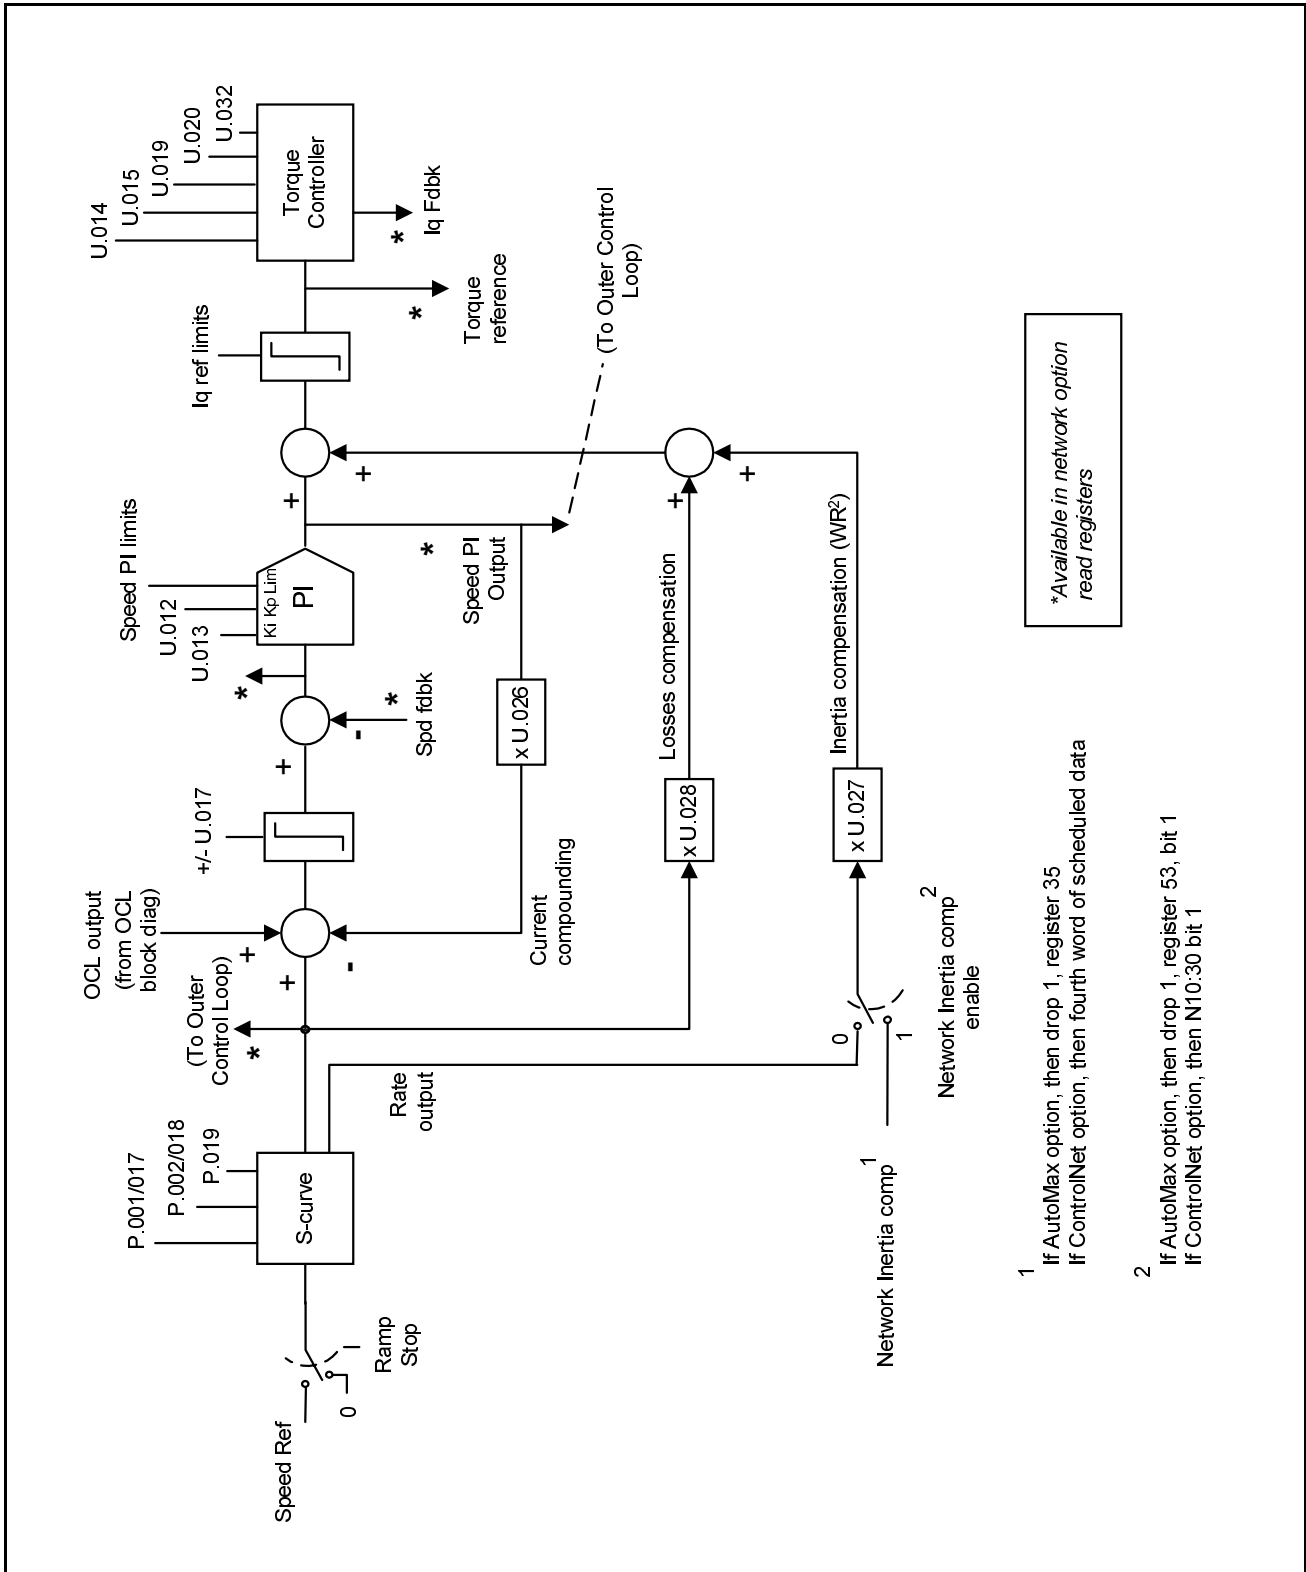 Speed Ref
0
1
Ramp
Stop
P.001/017
P.002/018
P.019
S-curve
Rate
output
(To Outer
Control Loop)
*
OCL output
(from OCL
block diag)
+
+
-
+/- U.017
Current
compounding
x U.026
+
-
*
Spd fdbk
*
Speed PI limits
U.012
U.013
Ki Kp Lim
PI
*
Speed PI
Output
+
+
(To Outer Control
Loop)
Iq ref limits
*
Torque
reference
U.014
U.015
U.019
U.020
U.032
Torque
Controller
*
Iq Fdbk
x U.028
Losses compensation
+
+
0
1
x U.027
Inertia compensation (WR²)
Network Inertia comp 1
Network Inertia comp 2
enable
*Available in network option
read registers
1
If AutoMax option, then drop 1, register 35
If ControlNet option, then fourth word of scheduled data
2
If AutoMax option, then drop 1, register 53, bit 1
If ControlNet option, then N10:30 bit 1